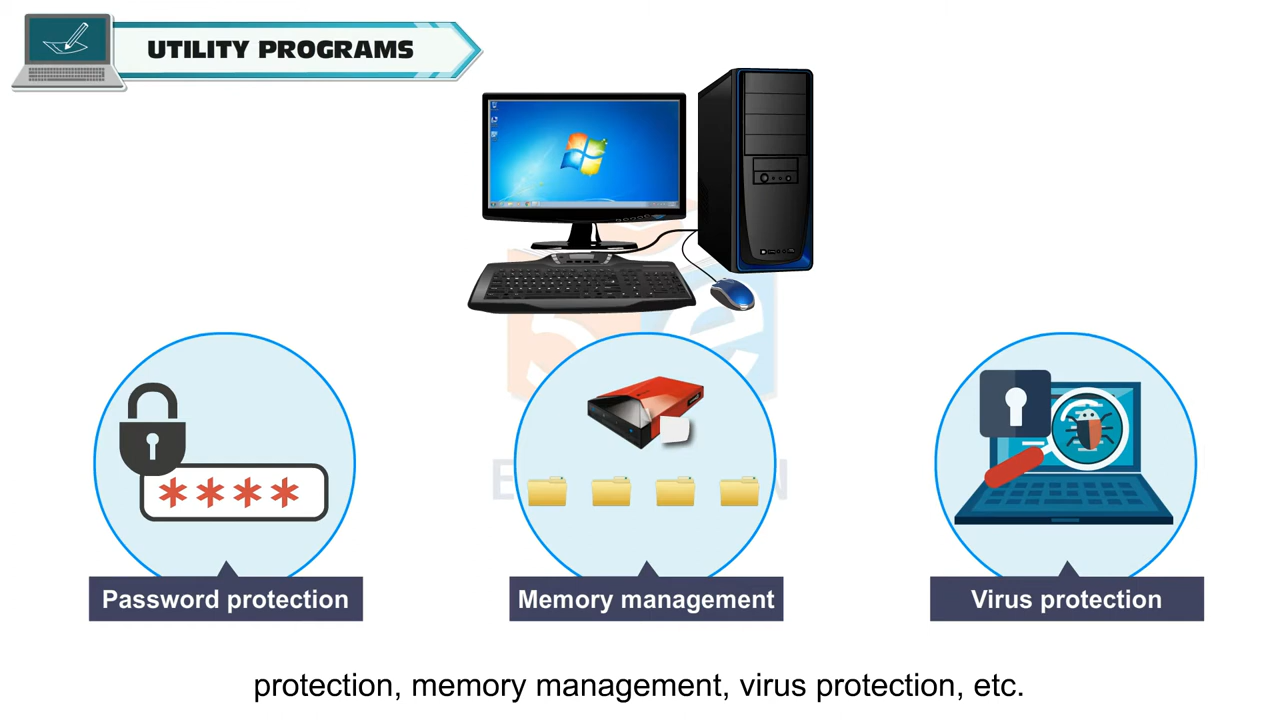 UTILITY PROGRAMS
****
Password protection
Memory management
Virus protection
protection, memory management, virus protection, etc.